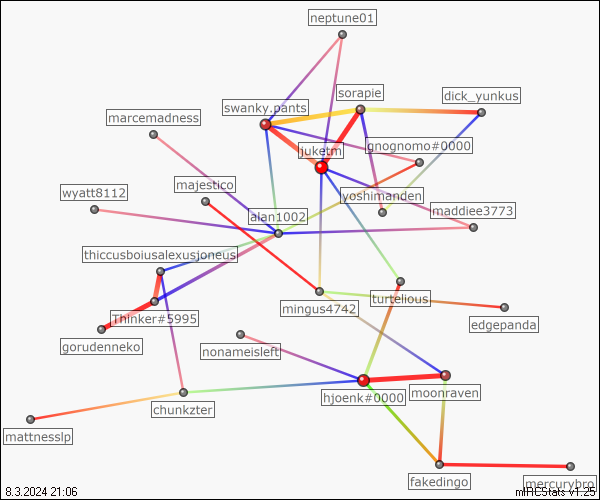 neptune01
sorapie
dick_yunkus
swanky.pants
marcemadness
gnognomo#0000
juketm
majestico
wyatt8112
yoshimanden
maddiee3773
alan1002
thiccusboiusalexusjoneus
turtelious
mingus4742
Thinker#5995
edgepanda
gorudenneko
nonameisleft
hjoenk#0000
moonraven
chunkzter
mattnesslp
fakedingo
mercurybro
8.3.2024 21:06
mIRCStats v1.25